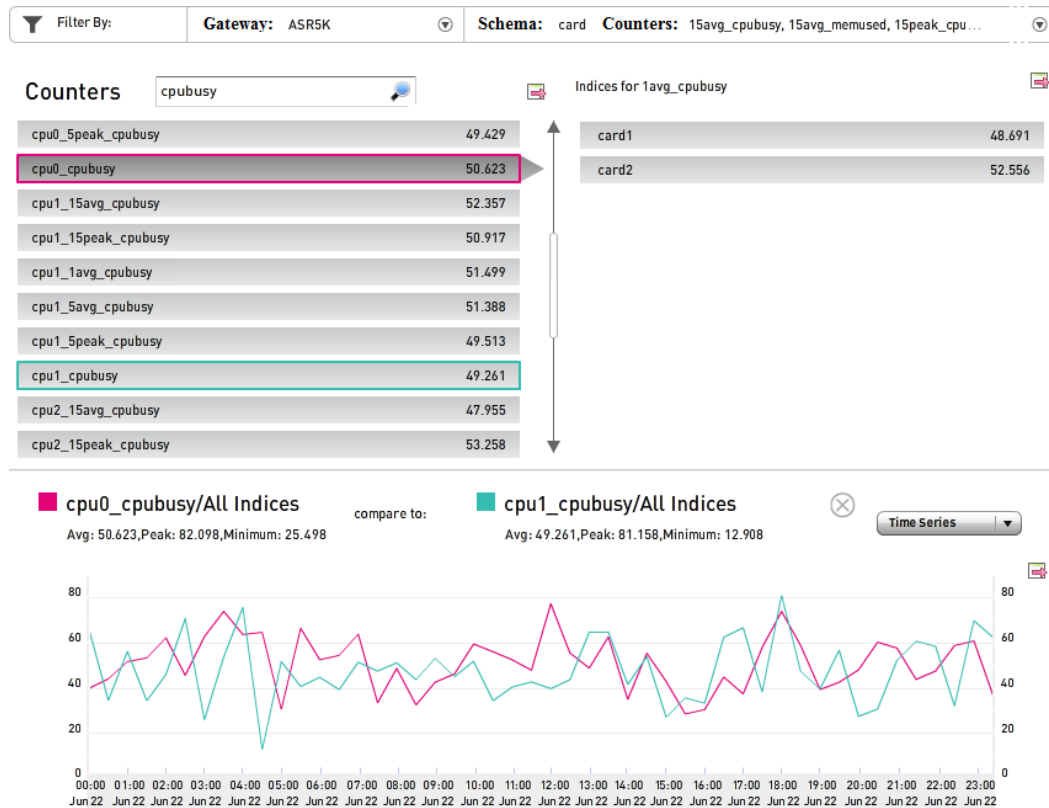 Filter By: Gateway: ASR5K Schema: card Counters: 15avg_cpubusy, 15avg_memused, 15peak_cpu...
Counters cpubusy
Indices for 1avg_cpubusy
cpu0_5peak_cpubusy 49.429
cpu0_cpubusy 50.623
cpu1_15avg_cpubusy 52.357
cpu1_15peak_cpubusy 50.917
cpu1_1avg_cpubusy 51.499
cpu1_5avg_cpubusy 51.388
cpu1_5peak_cpubusy 49.513
cpu1_cpubusy 49.261
cpu2_15avg_cpubusy 47.955
cpu2_15peak_cpubusy 53.258
card1 48.691
card2 52.556
cpu0_cpubusy/All Indices
Avg: 50.623,Peak: 82.098,Minimum: 25.498
compare to:
cpu1_cpubusy/All Indices
Avg: 49.261,Peak: 81.158,Minimum: 12.908
Time Series
80 80
60 60
40 40
20 20
0 0
00:00 01:00 02:00 03:00 04:00 05:00 06:00 07:00 08:00 09:00 10:00 11:00 12:00 13:00 14:00 15:00 16:00 17:00 18:00 19:00 20:00 21:00 22:00 23:00
Jun 22 Jun 22 Jun 22 Jun 22 Jun 22 Jun 22 Jun 22 Jun 22 Jun 22 Jun 22 Jun 22 Jun 22 Jun 22 Jun 22 Jun 22 Jun 22 Jun 22 Jun 22 Jun 22 Jun 22 Jun 22 Jun 22 Jun 22 Jun 22